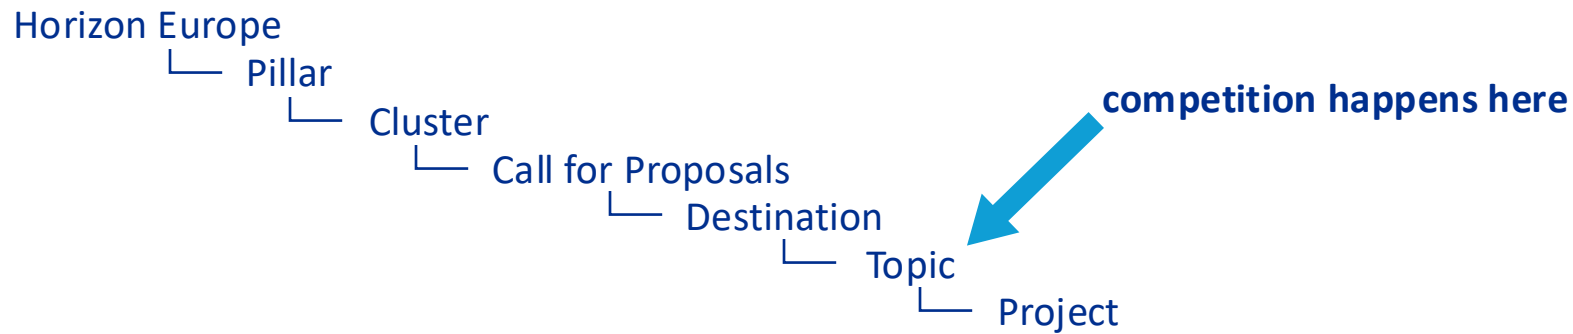 Horizon Europe
Pillar
competition happens here
Cluster
Call for Proposals
Destination
Topic
Project